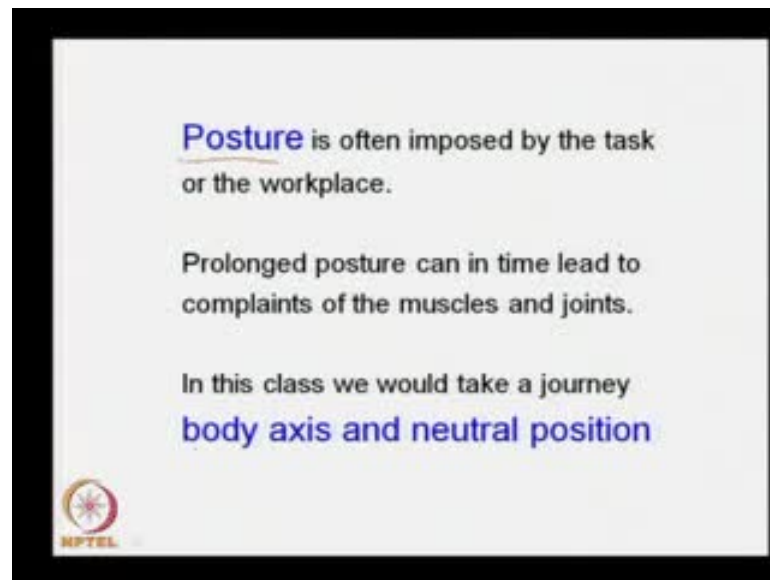 Posture is often imposed by the task
or the workplace.
Prolonged posture can in time lead to
complaints of the muscles and joints.
In this class we would take a journey
body axis and neutral position
NPTEL